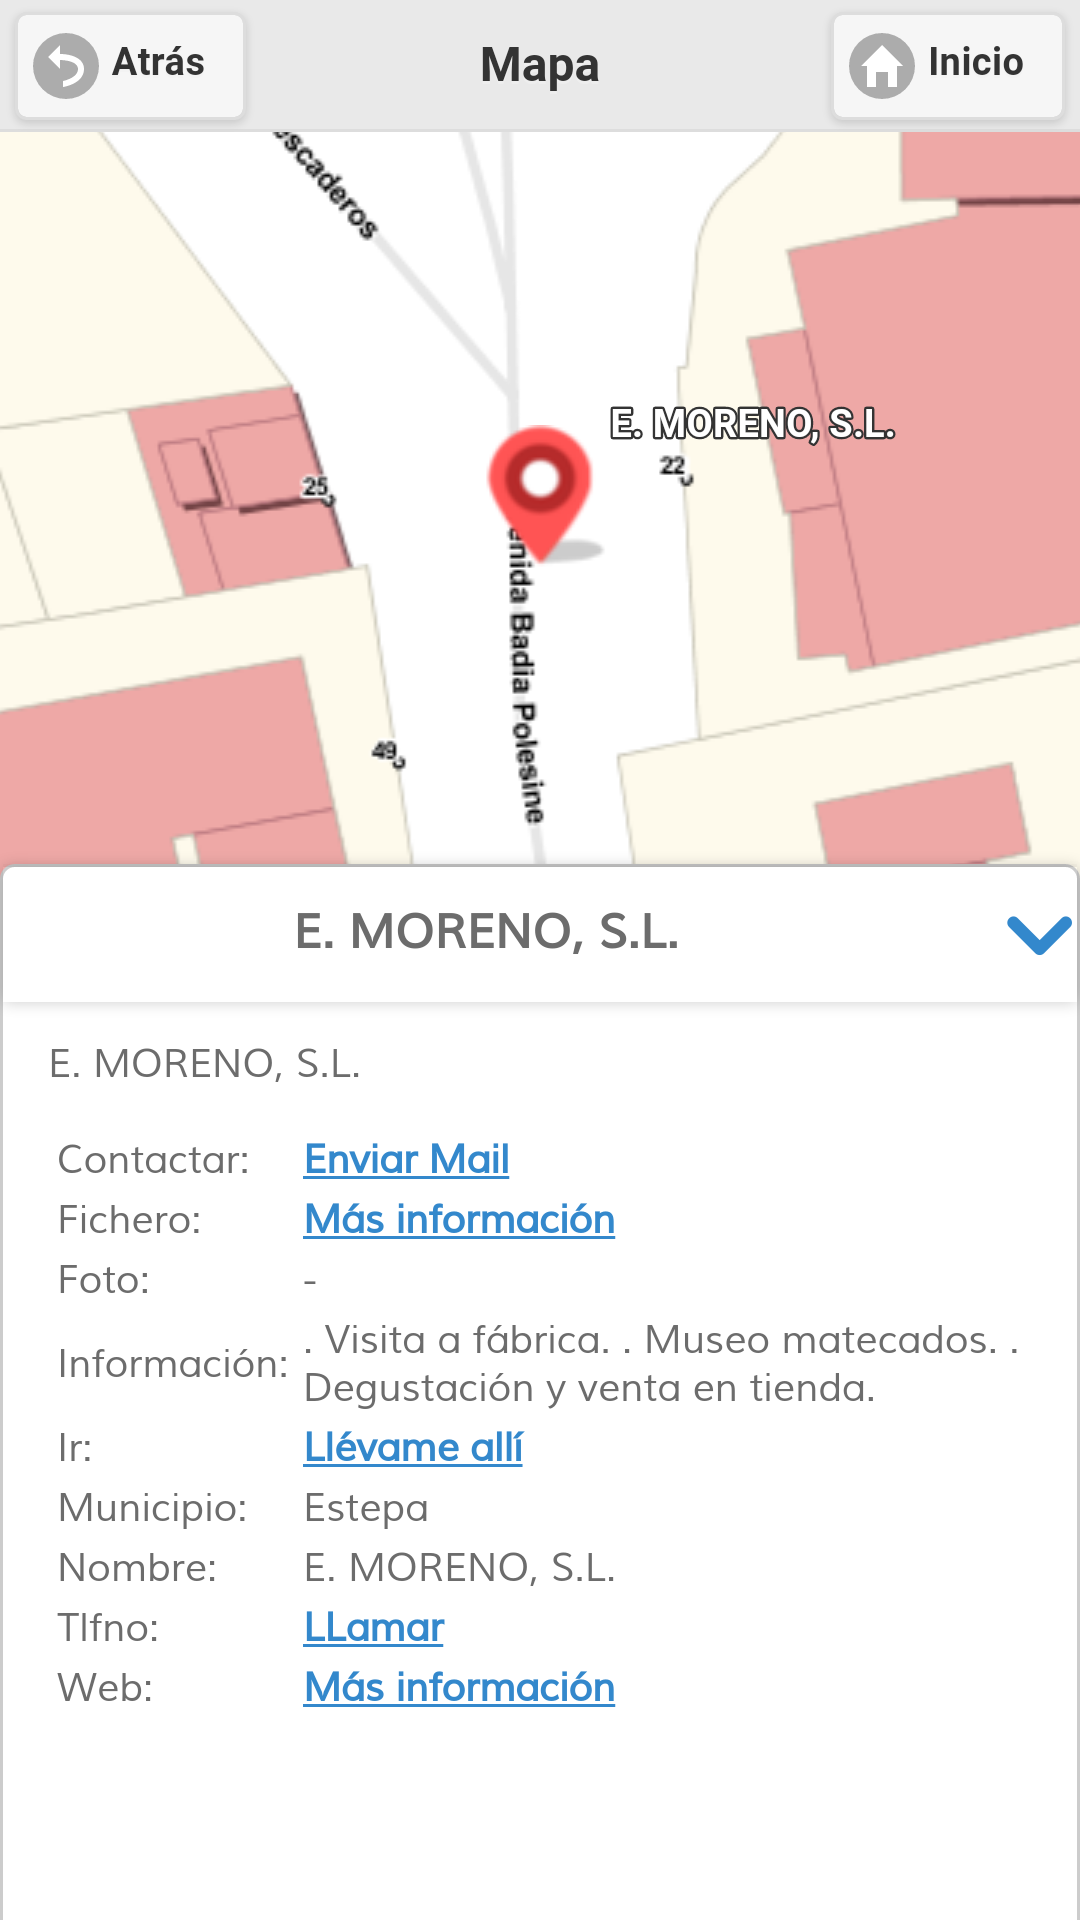 Atrás
Mapa
Inicio
scaderos
E. MORENO, S.L.
22
25
enida Badia Polesine
49
E. MORENO, S.L.
E. MORENO, S.L.
Contactar: Enviar Mail
Fichero: Más información
Foto: -
Información: . Visita a fábrica. . Museo matecados. .
Degustación y venta en tienda.
Ir: Llévame allí
Municipio: Estepa
Nombre: E. MORENO, S.L.
Tlfno: LLamar
Web: Más información